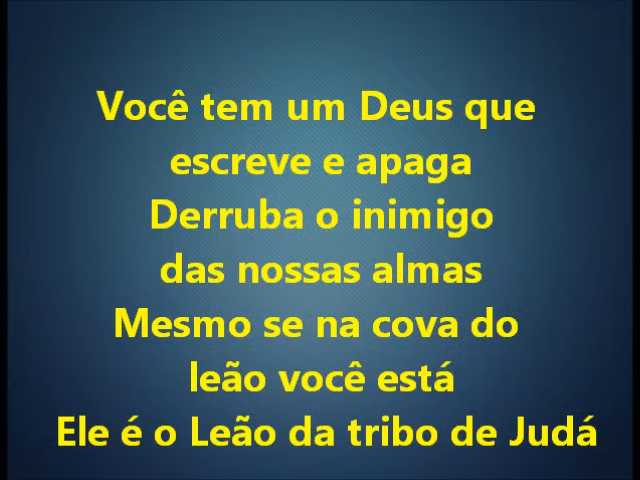 Você tem um Deus que
escreve e apaga
Derruba o inimigo
das nossas almas
Mesmo se na cova do
leão você está
Ele é o Leão da tribo de Judá